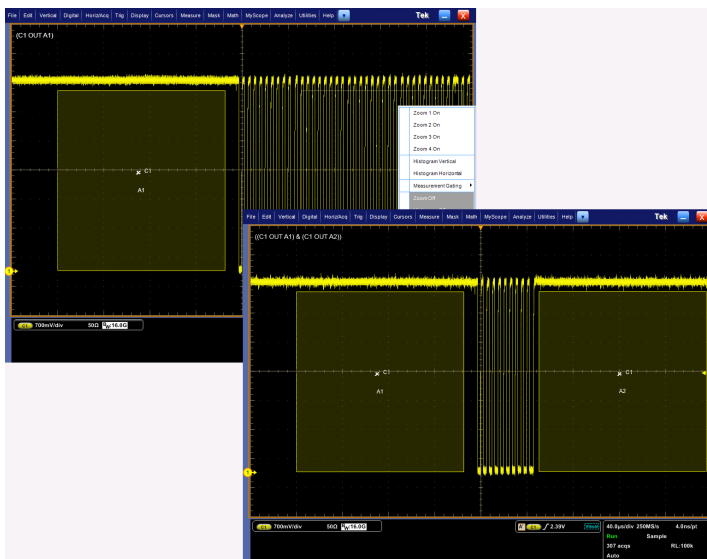 File Edit Vertical Digital Horiz/Acq Trig Display Cursors Measure Mask Math MyScope Analyze Utilities Help Tek
(C1 OUT A1)
C1
A1
Zoom 1 On
Zoom 2 On
Zoom 3 On
Zoom 4 On
Histogram Vertical
Histogram Horizontal
Measurement Gating
Zoom Off
1
C1 700mV/div 50Ω BW:16.0G
File Edit Vertical Digital Horiz/Acq Trig Display Cursors Measure Mask Math MyScope Analyze Utilities Help Tek
((C1 OUT A1) & (C1 OUT A2))
C1 C1
A1 A2
1
C1 700mV/div 50Ω BW:16.0G A' C1 2.39V 40.0µs/div 250MS/s 4.0ns/pt
Run Sample
307 acqs RL:100k
Auto